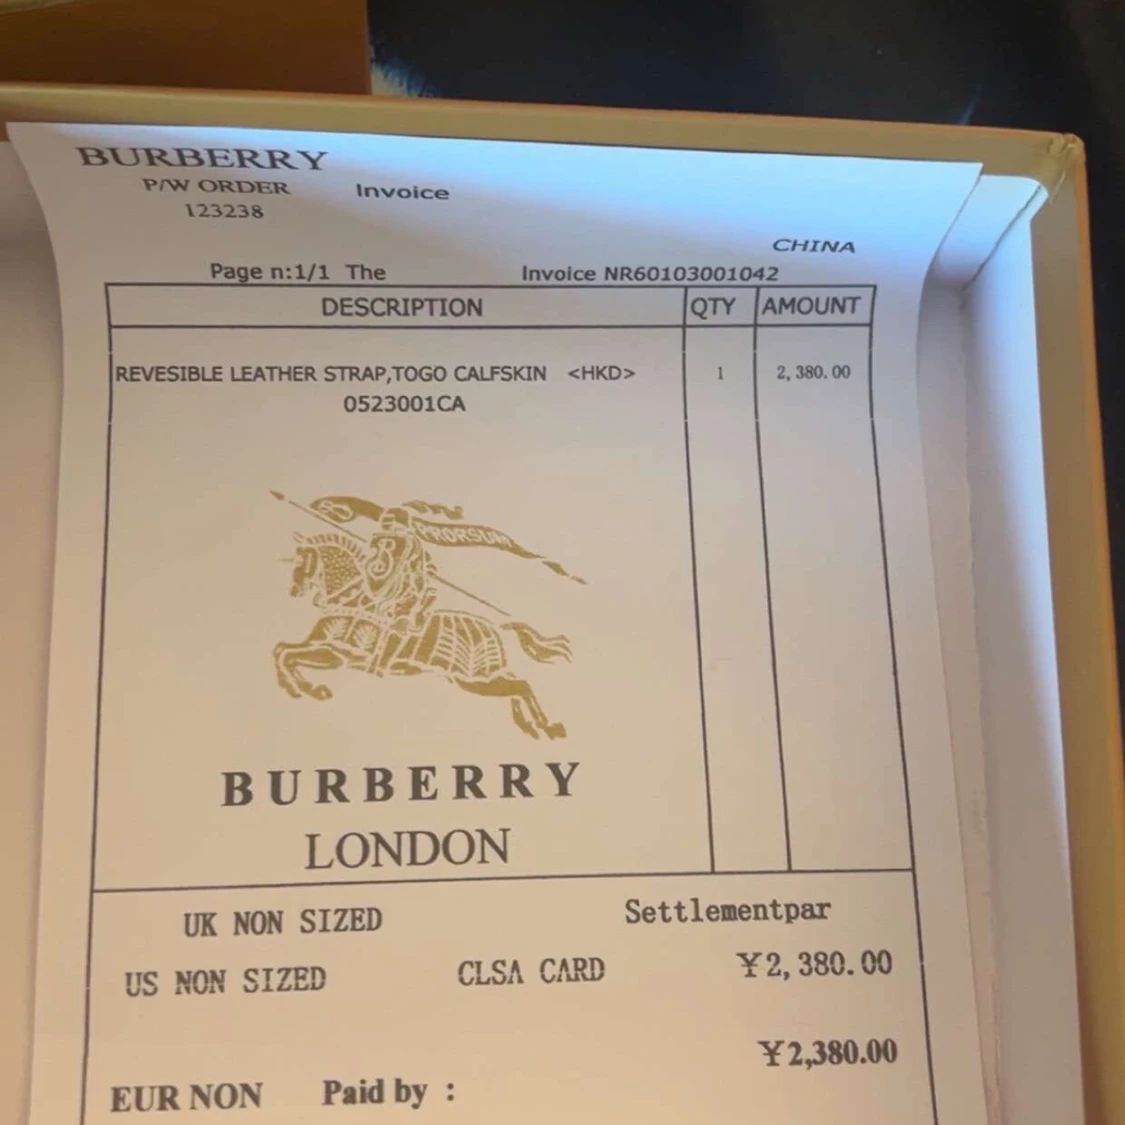 BURBERRY
P/W ORDER Invoice
123238
CHINA
Page n:1/1 The Invoice NR60103001042
DESCRIPTION QTY AMOUNT
REVESIBLE LEATHER STRAP,TOGO CALFSKIN <HKD> 1 2,380.00
0523001CA
PRORSUM
B
BURBERRY
LONDON
UK NON SIZED Settlementpar
US NON SIZED CLSA CARD ¥2,380.00
¥2,380.00
EUR NON Paid by :